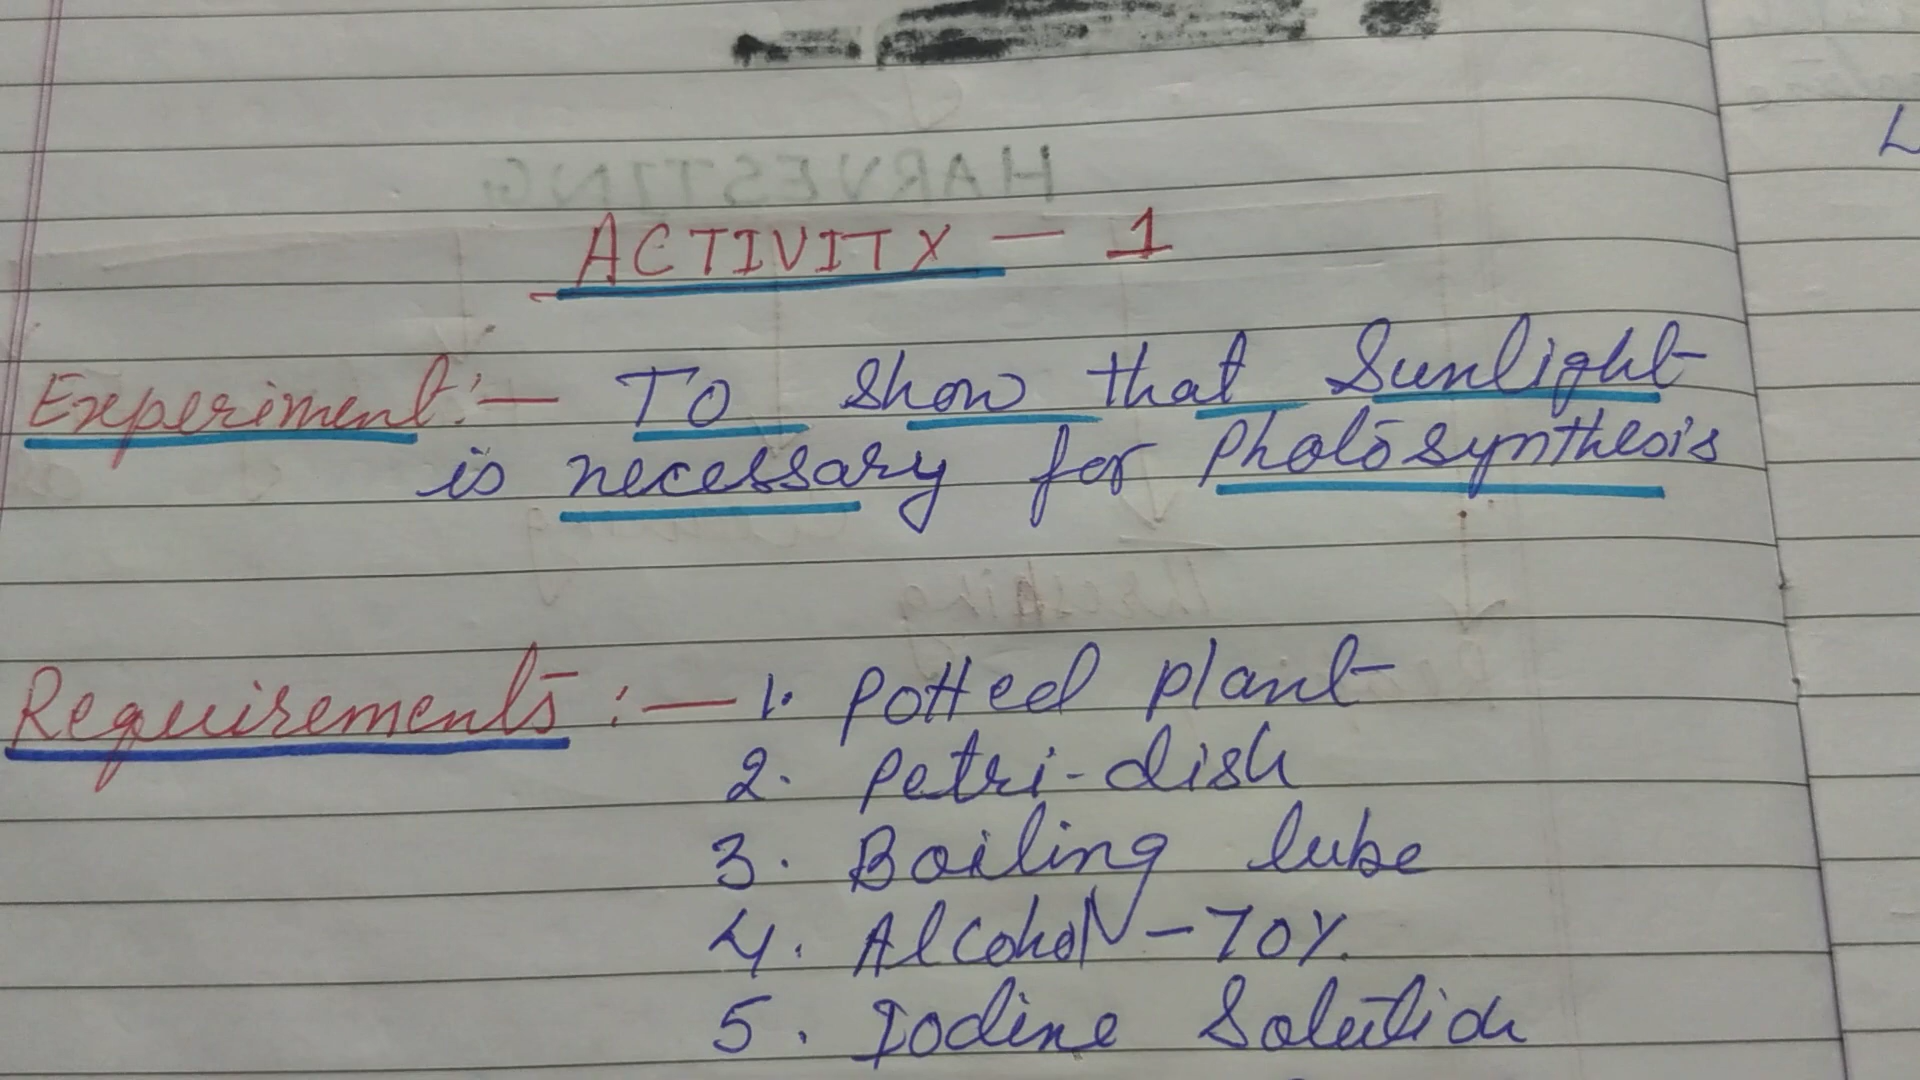 ACTIVITY - 1
Experiment:- To show that Sunlight
is necessary for Photosynthesis
Requirements :- 1. Potted plant
2. Petri-dish
3. Boiling tube
4. Alcohol - 70%.
5. Iodine Solution